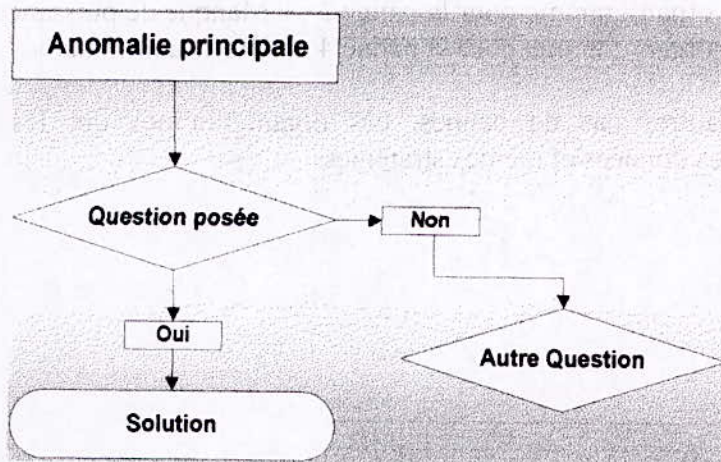 Anomalie principale
Question posée
Non
Oui
Autre Question
Solution